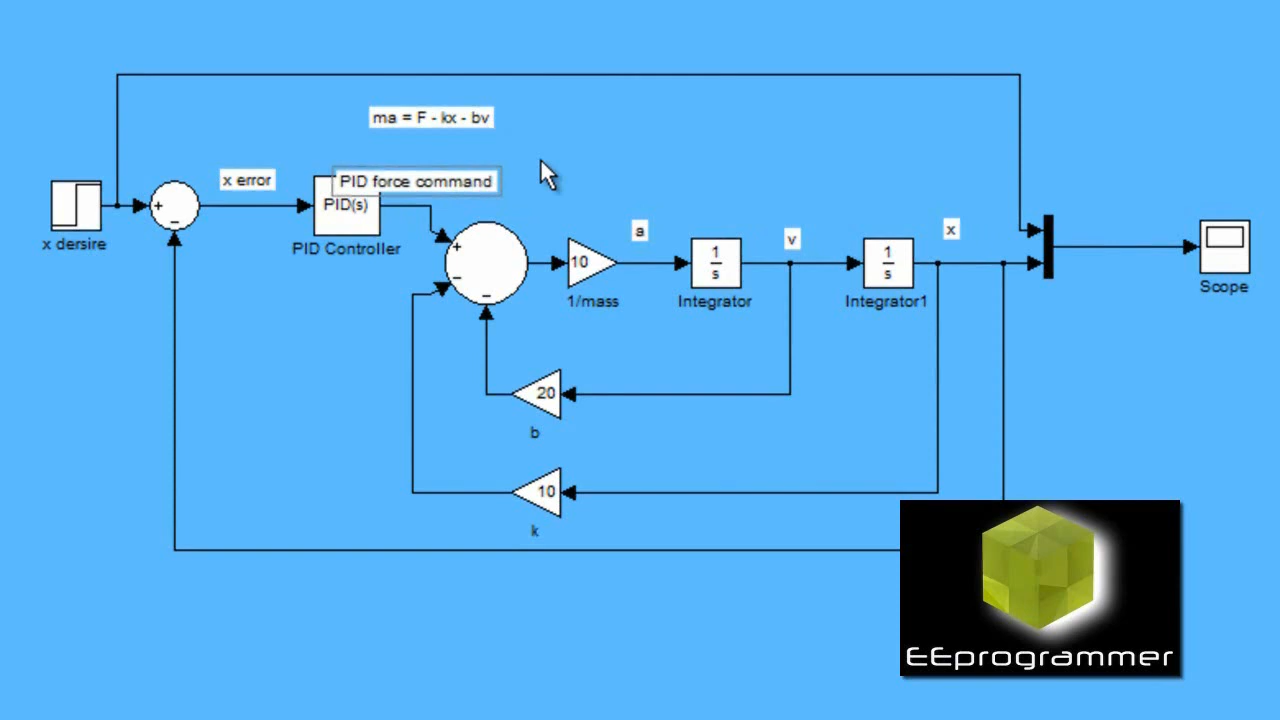 ma = F - kx - bv
x error
PID force command
PID(s)
+
−
x dersire
PID Controller
+
−
−
10
1/mass
a
1
s
Integrator
v
1
s
Integrator1
x
Scope
20
b
10
k
EEprogrammer